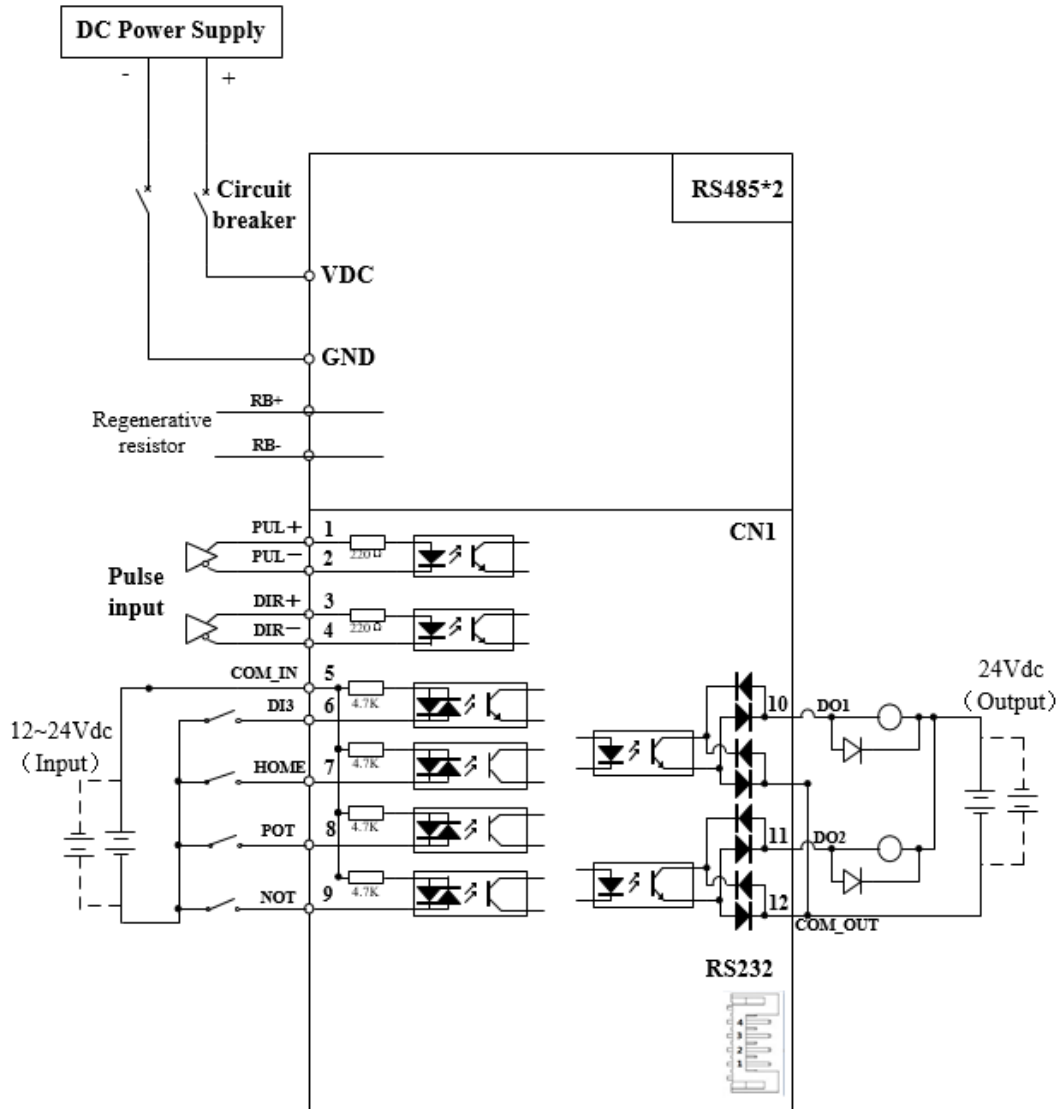 DC Power Supply
-
+
Circuit
breaker
RS485*2
VDC
GND
RB+
Regenerative
resistor
RB-
CN1
PUL+
1
220Ω
PUL−
2
Pulse
input
DIR+
3
220Ω
DIR−
4
COM_IN
5
4.7K
DI3
6
12~24Vdc
(Input)
HOME
7
4.7K
POT
8
4.7K
NOT
9
4.7K
24Vdc
(Output)
10
DO1
11
DO2
12
COM_OUT
RS232
4
3
2
1